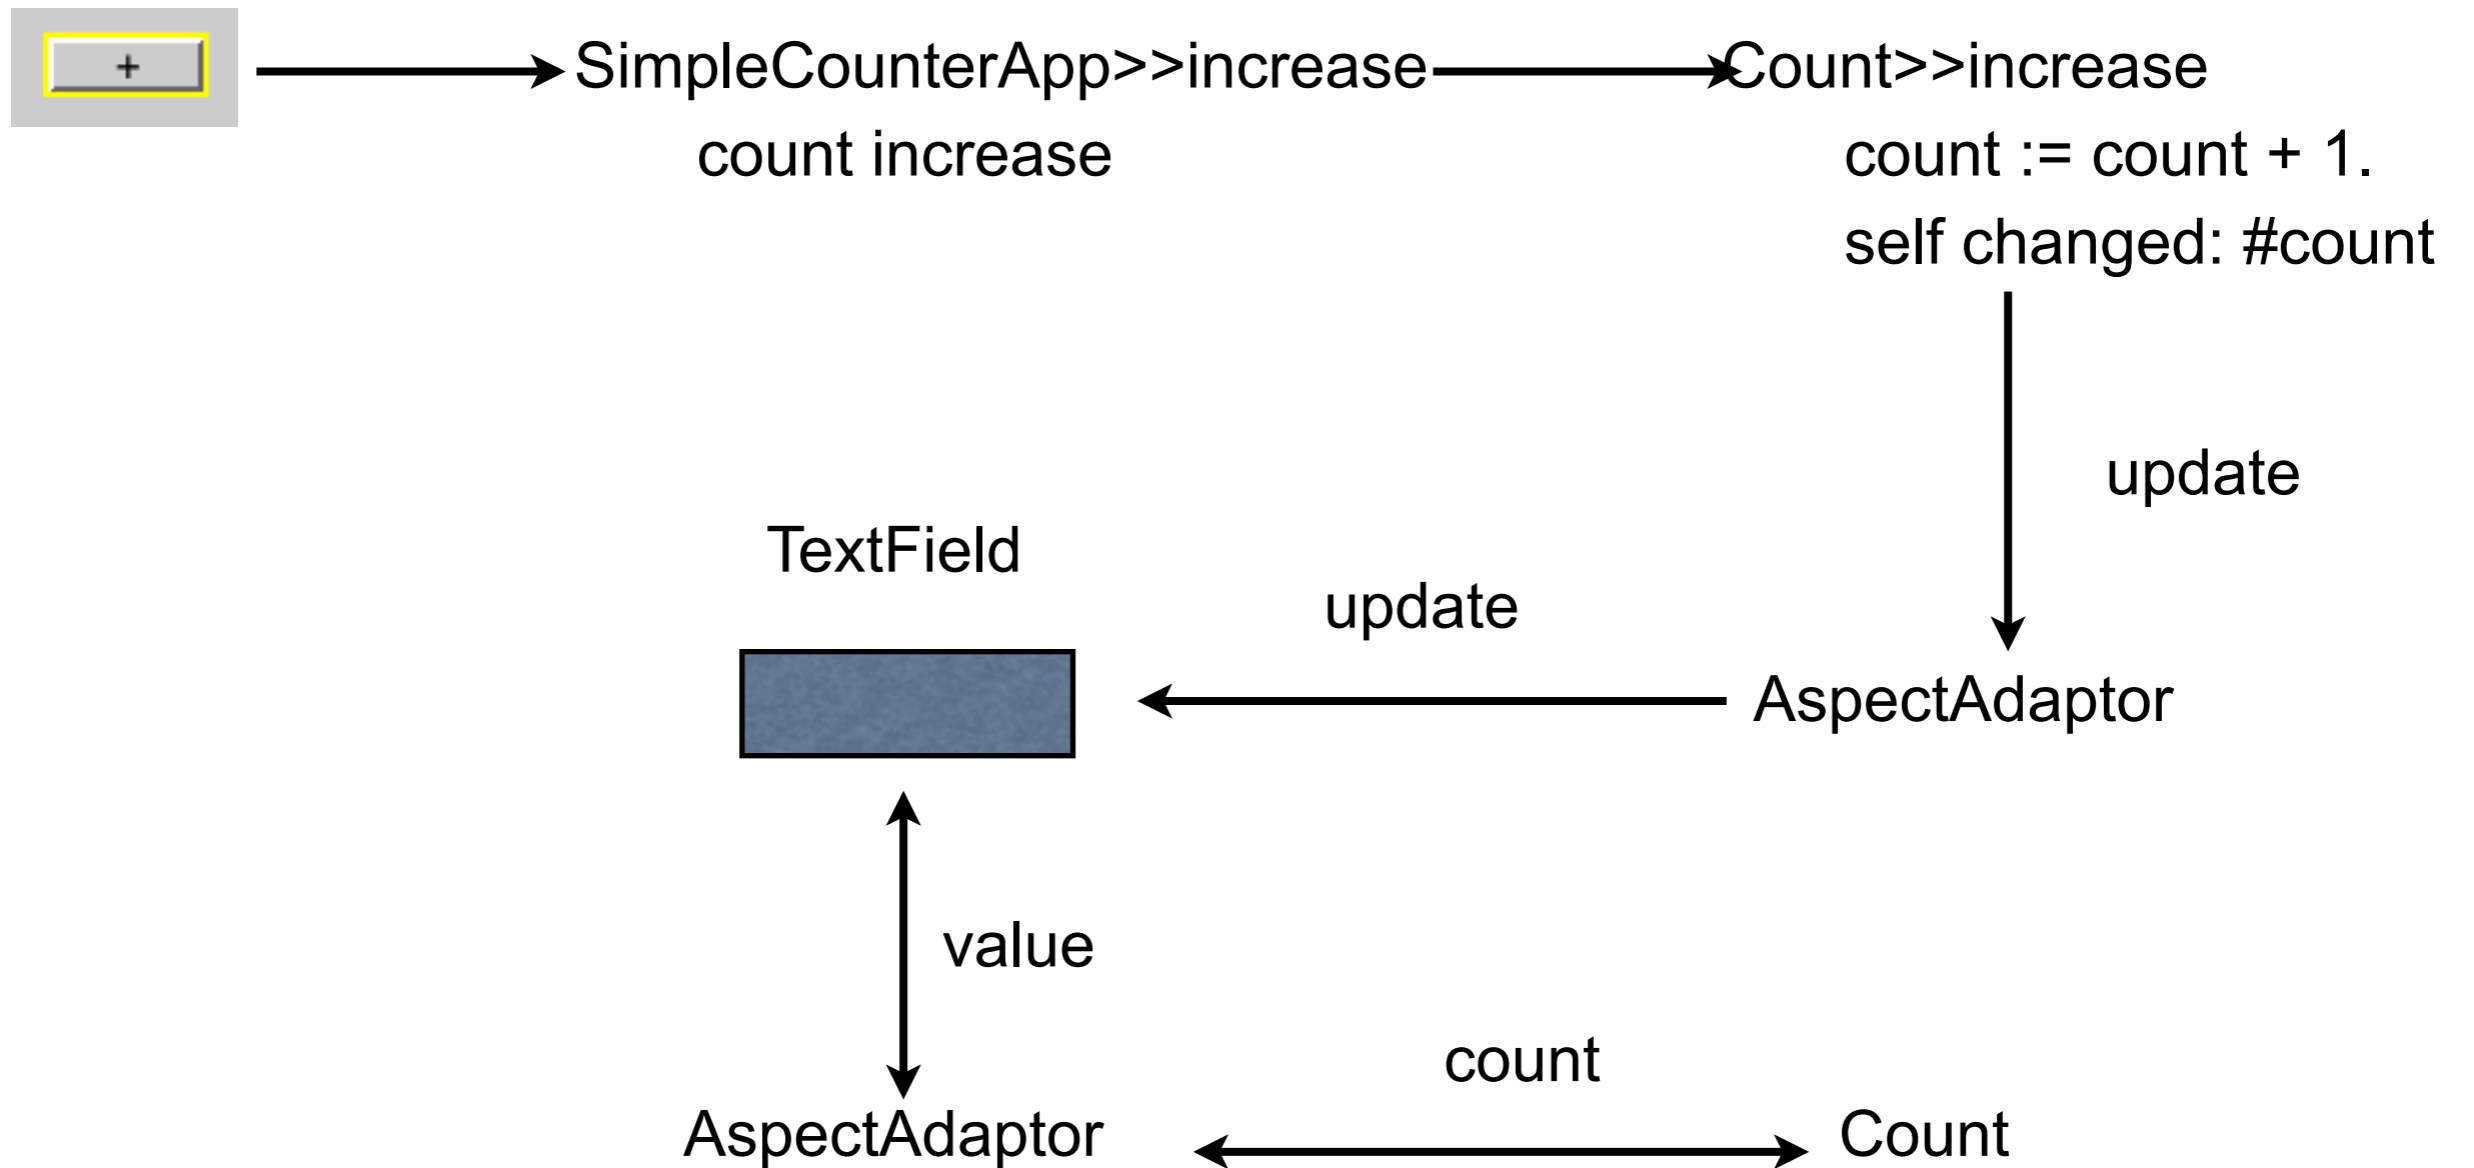 +
SimpleCounterApp>>increase
Count>>increase
count increase
count := count + 1.
self changed: #count
update
TextField
update
AspectAdaptor
value
count
AspectAdaptor
Count